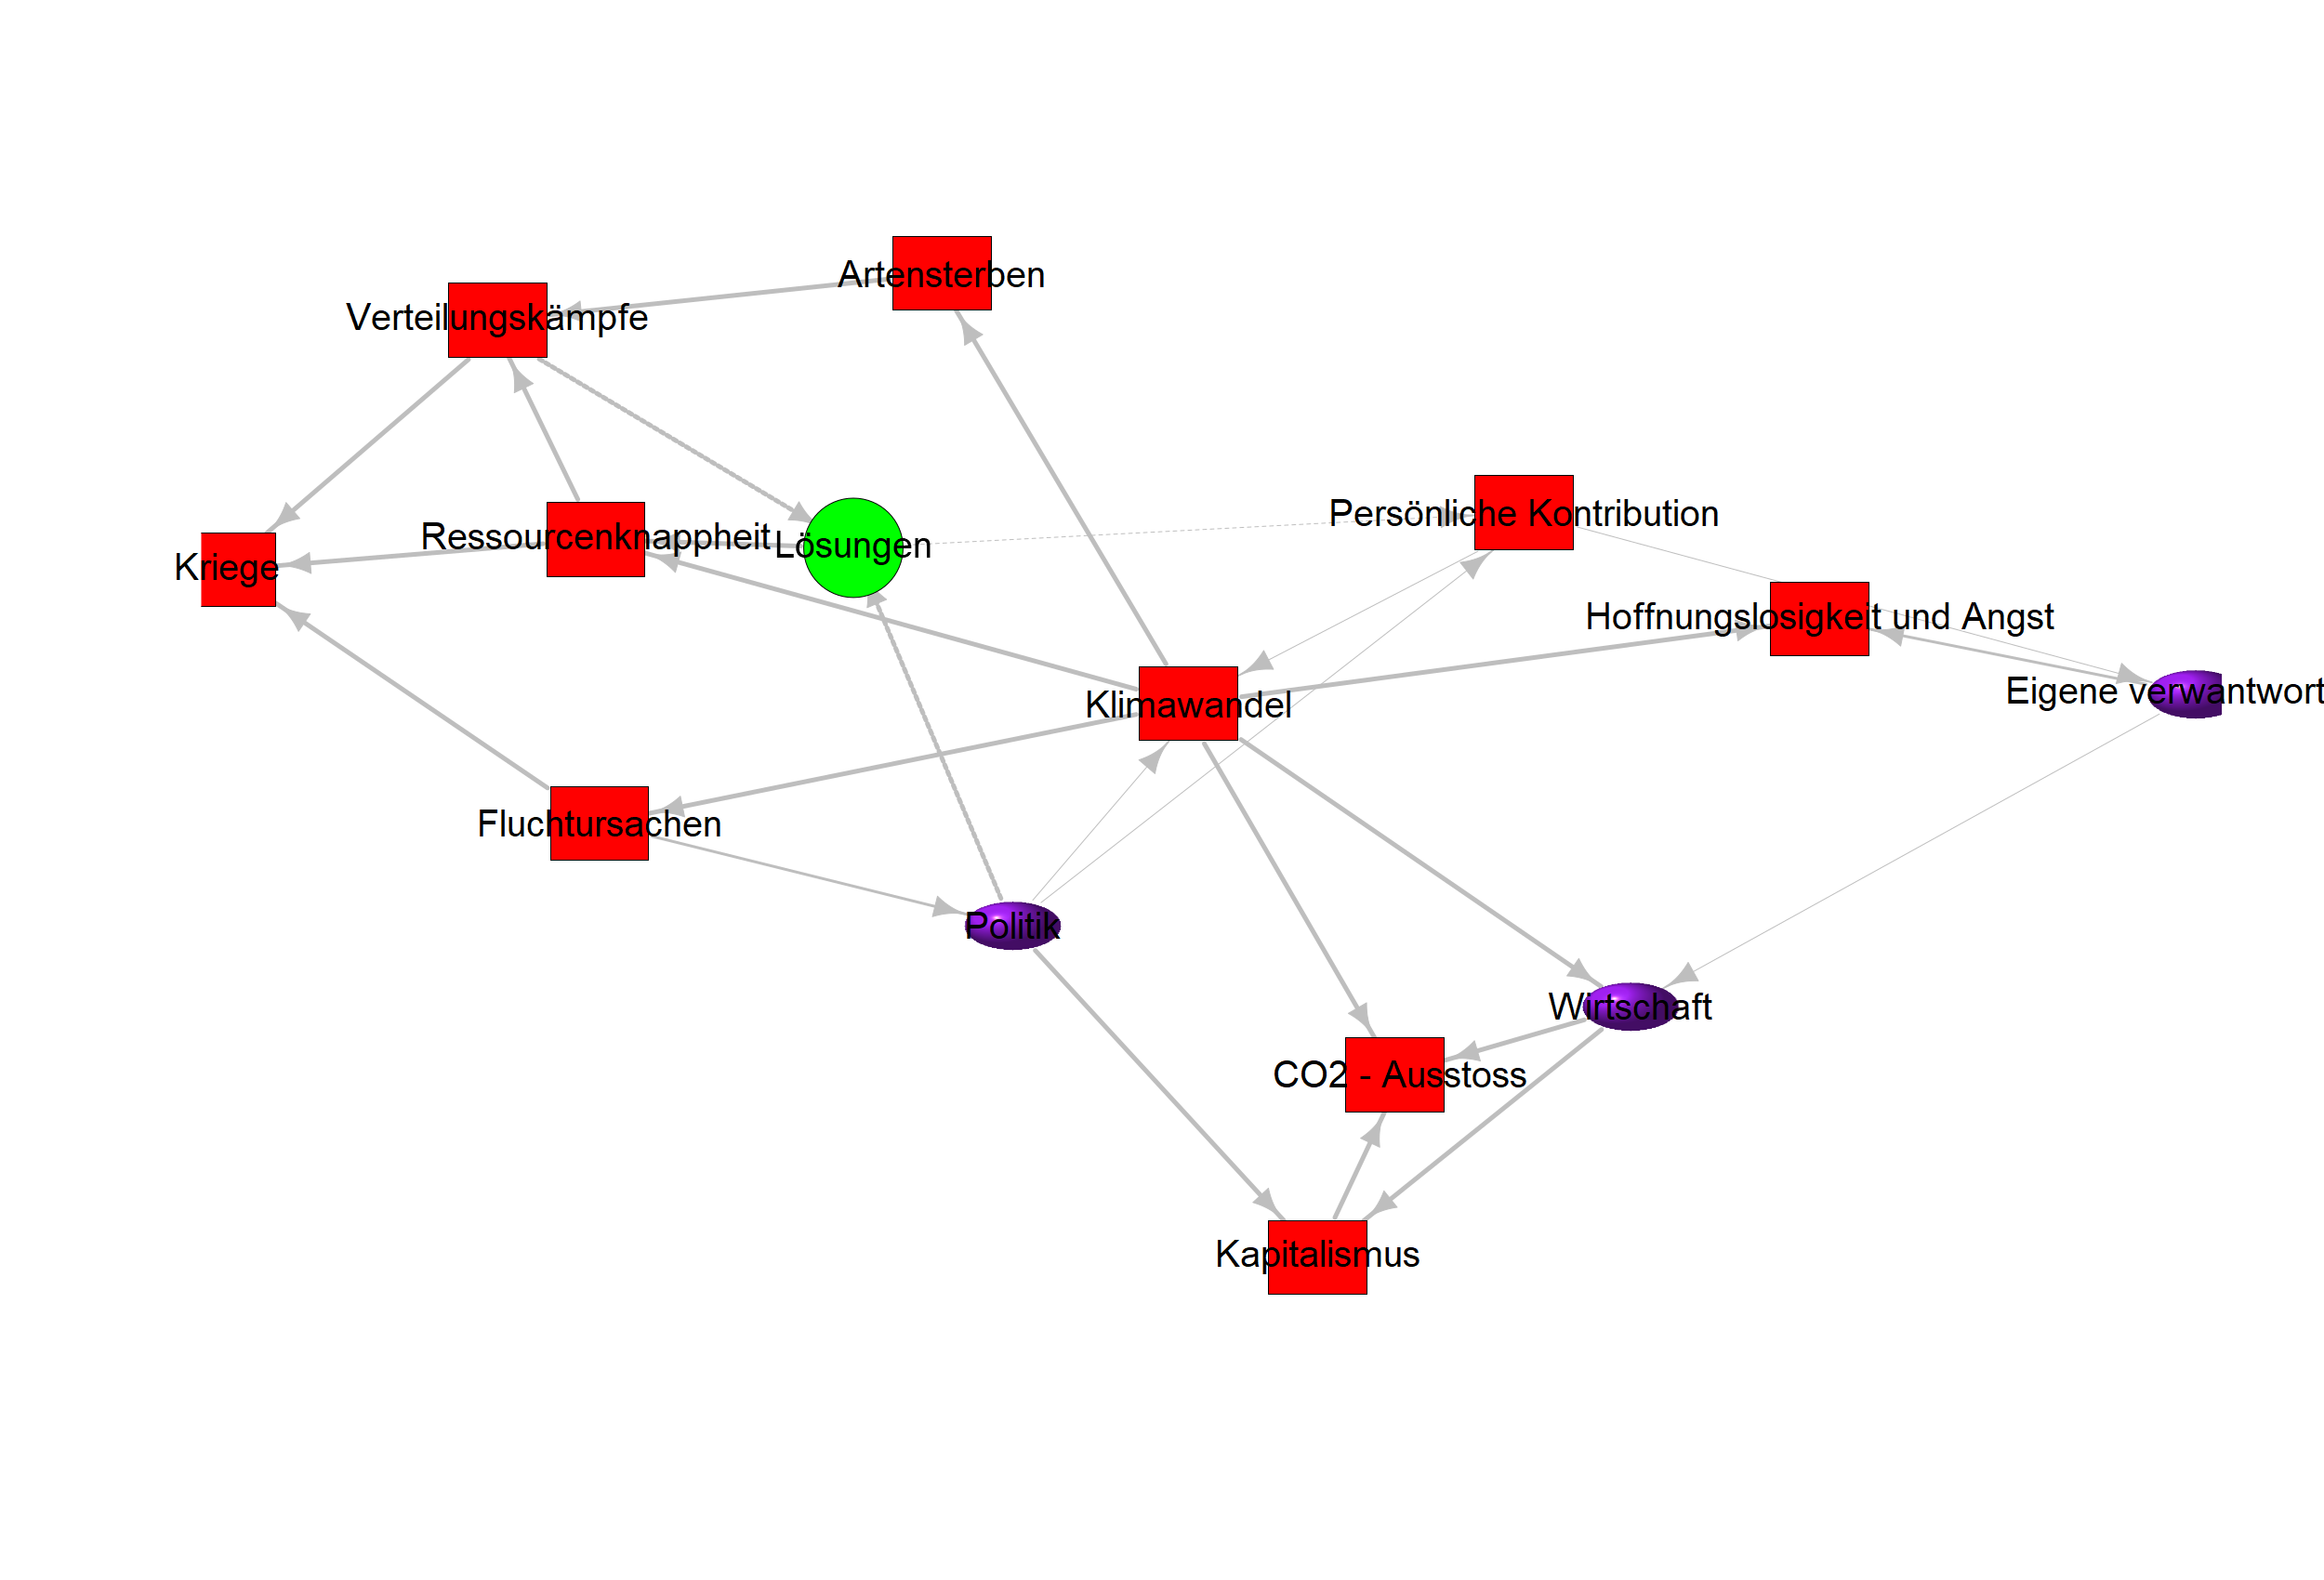 Artensterben
Verteilungskämpfe
Persönliche Kontribution
Ressourcenknappheit
Lösungen
Kriege
Hoffnungslosigkeit und Angst
Eigene verwantwort
Klimawandel
Fluchtursachen
Politik
Wirtschaft
CO2 - Ausstoss
Kapitalismus